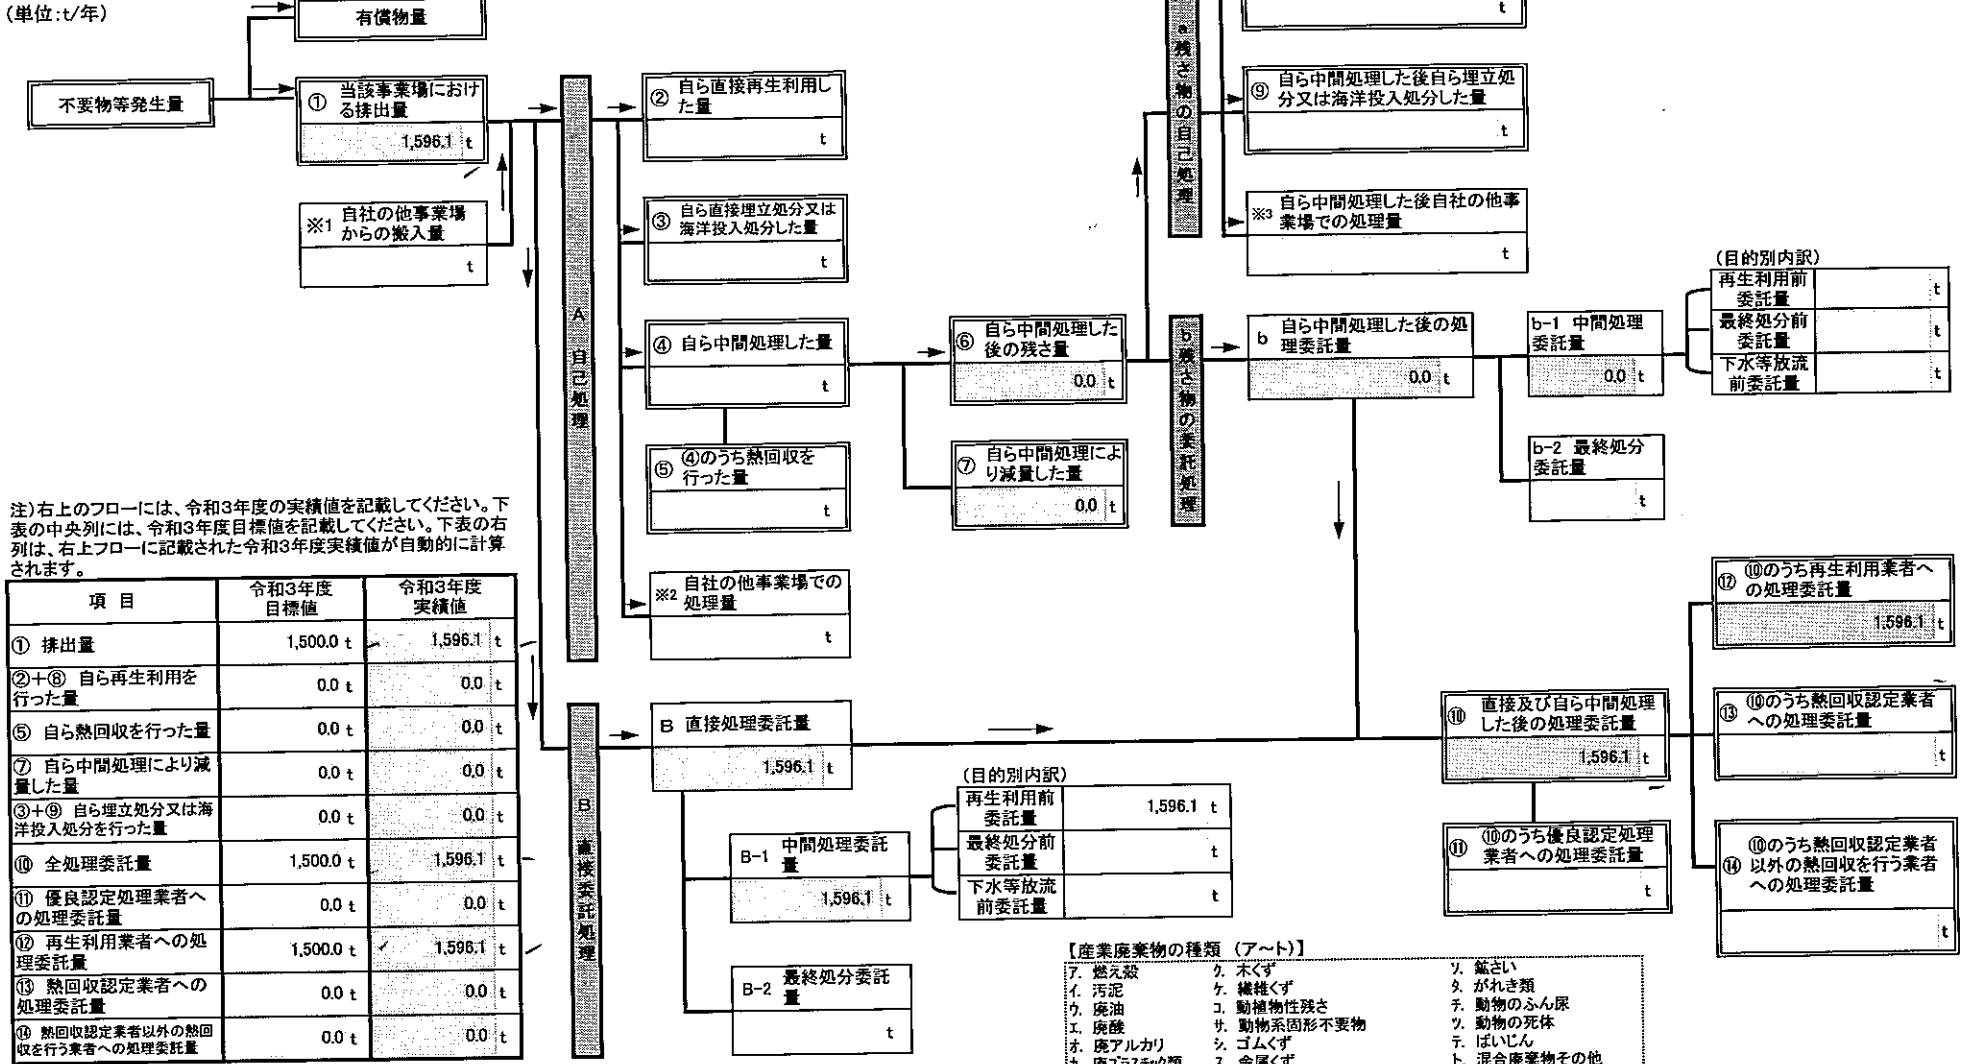 (単位:t/年)
有償物量
不要物等発生量
① 当該事業場におけ
る排出量
1,596.1 t
※1 自社の他事業場
からの搬入量
t
A 自己処理
② 自ら直接再生利用し
た量
t
③ 自ら直接埋立処分又は
海洋投入処分した量
t
④ 自ら中間処理した量
t
⑤ ④のうち熱回収を
行った量
t
※2 自社の他事業場での
処理量
t
⑥ 自ら中間処理した
後の残さ量
0.0 t
⑦ 自ら中間処理によ
り減量した量
0.0 t
a 残さ物の自己処理
t
⑨ 自ら中間処理した後自ら埋立処
分又は海洋投入処分した量
t
※3 自ら中間処理した後自社の他事
業場での処理量
t
b 残さ物の委託処理
b 自ら中間処理した後の処
理委託量
0.0 t
b-1 中間処理
委託量
0.0 t
(目的別内訳)
再生利用前
委託量 t
最終処分前
委託量 t
下水等放流
前委託量 t
b-2 最終処分
委託量
t
注)右上のフローには、令和3年度の実績値を記載してください。下
表の中央列には、令和3年度目標値を記載してください。下表の右
列は、右上フローに記載された令和3年度実績値が自動的に計算
されます。
項 目 令和3年度 目標値 令和3年度 実績値
① 排出量 1,500.0 t 1,596.1 t
②+⑧ 自ら再生利用を
行った量 0.0 t 0.0 t
⑤ 自ら熱回収を行った量 0.0 t 0.0 t
⑦ 自ら中間処理により減
量した量 0.0 t 0.0 t
③+⑨ 自ら埋立処分又は海
洋投入処分を行った量 0.0 t 0.0 t
⑩ 全処理委託量 1,500.0 t 1,596.1 t
⑪ 優良認定処理業者へ
の処理委託量 0.0 t 0.0 t
⑫ 再生利用業者への処
理委託量 1,500.0 t 1,596.1 t
⑬ 熱回収認定業者への
処理委託量 0.0 t 0.0 t
⑭ 熱回収認定業者以外の熱回
収を行う業者への処理委託量 0.0 t 0.0 t
B 直接委託処理
B 直接処理委託量
1,596.1 t
B-1 中間処理委託
量
1,596.1 t
(目的別内訳)
再生利用前
委託量 1,596.1 t
最終処分前
委託量 t
下水等放流
前委託量 t
B-2 最終処分委託
量
t
⑩ 直接及び自ら中間処理
した後の処理委託量
1,596.1 t
⑪ ⑩のうち優良認定処理
業者への処理委託量
t
⑫ ⑩のうち再生利用業者へ
の処理委託量
1,596.1 t
⑬ ⑩のうち熱回収認定業者
への処理委託量
t
⑭ ⑩のうち熱回収認定業者
以外の熱回収を行う業者
への処理委託量
t
【産業廃棄物の種類 (ア~ト)】
ア. 燃え殻 ク. 木くず ソ. 鉱さい
イ. 汚泥 ケ. 繊維くず タ. がれき類
ウ. 廃油 コ. 動植物性残さ チ. 動物のふん尿
エ. 廃酸 サ. 動物系固形不要物 ツ. 動物の死体
オ. 廃アルカリ シ. ゴムくず テ. ばいじん
カ. 廃プラスチック類 ス. 金属くず ト. 混合廃棄物その他